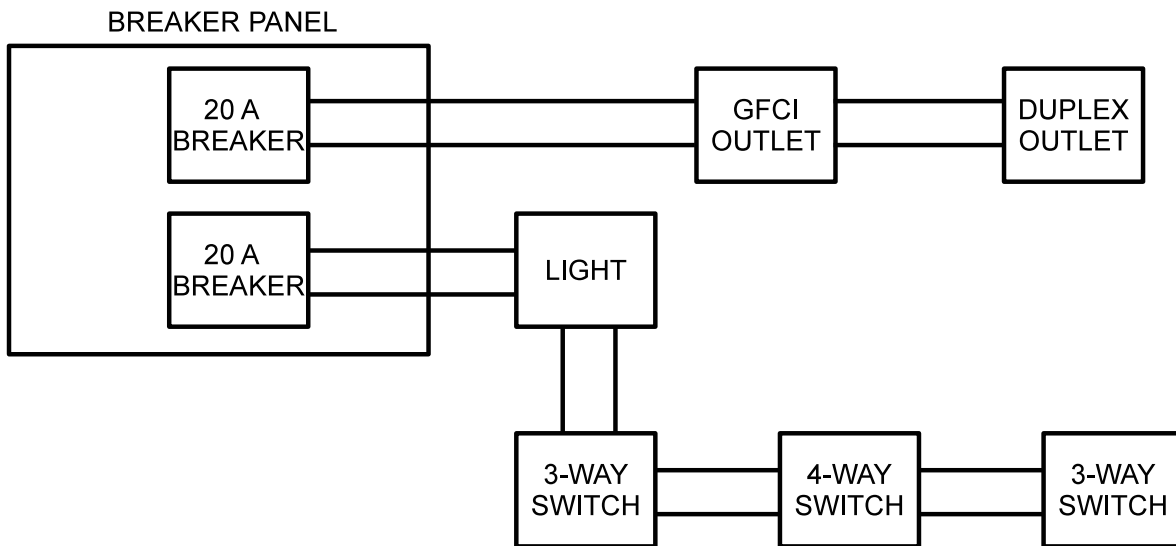 BREAKER PANEL
20 A
BREAKER
GFCI
OUTLET
DUPLEX
OUTLET
20 A
BREAKER
LIGHT
3-WAY
SWITCH
4-WAY
SWITCH
3-WAY
SWITCH